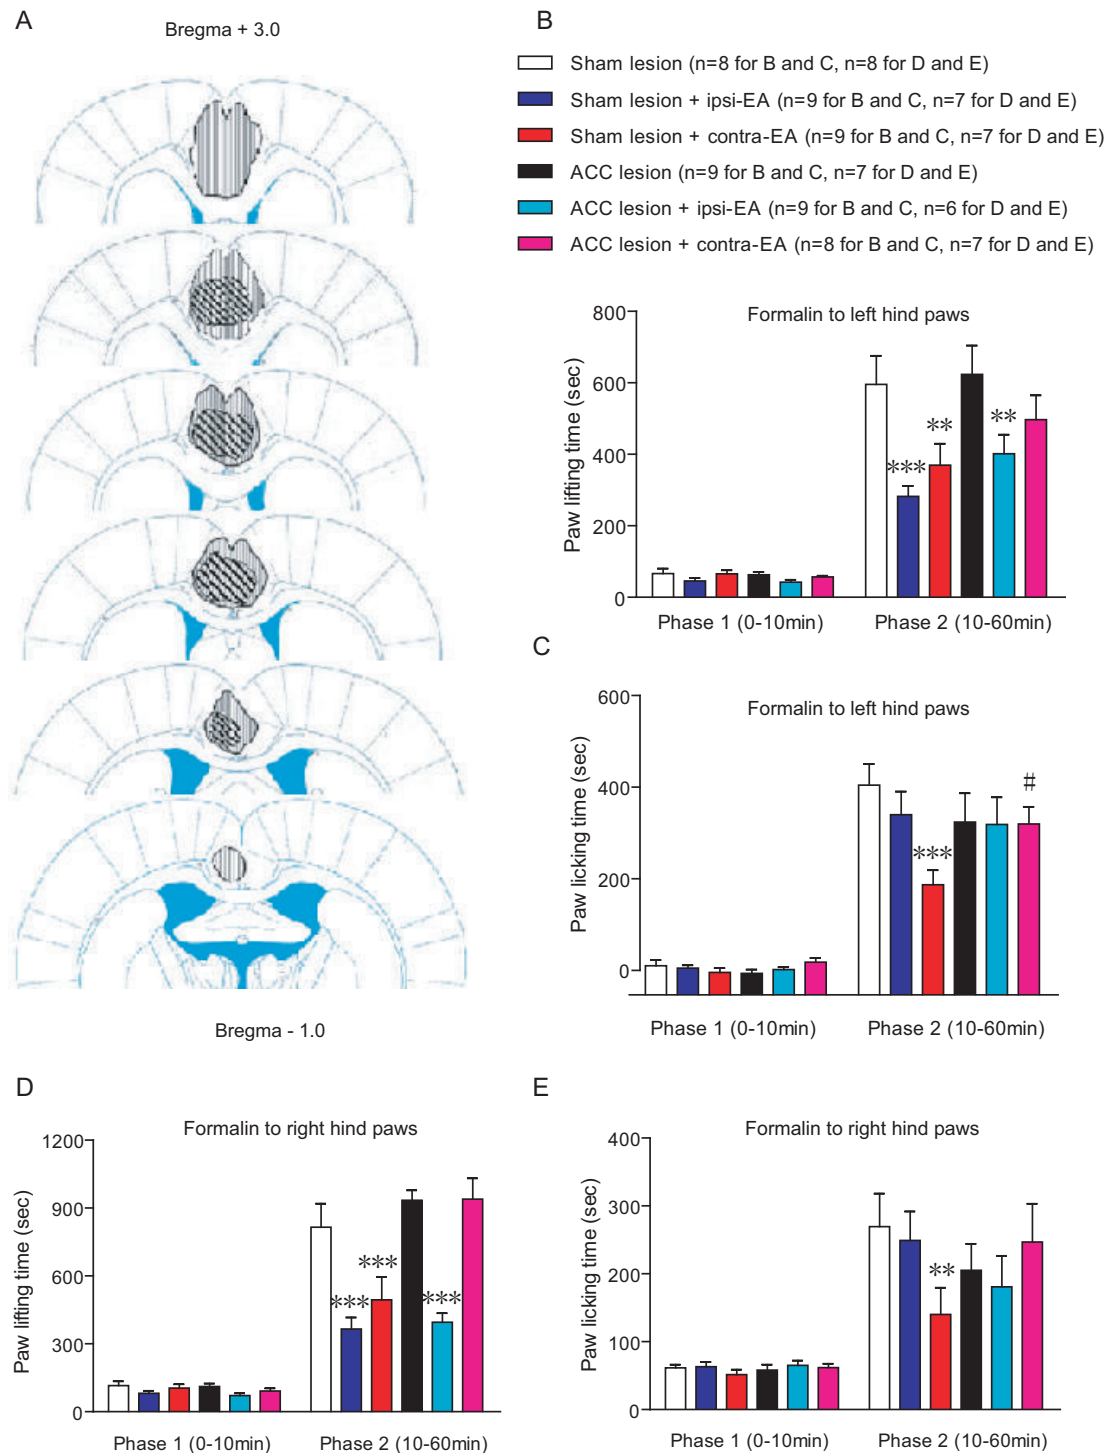 A
Bregma + 3.0
Bregma - 1.0
B
Sham lesion (n=8 for B and C, n=8 for D and E)
Sham lesion + ipsi-EA (n=9 for B and C, n=7 for D and E)
Sham lesion + contra-EA (n=9 for B and C, n=7 for D and E)
ACC lesion (n=9 for B and C, n=7 for D and E)
ACC lesion + ipsi-EA (n=9 for B and C, n=6 for D and E)
ACC lesion + contra-EA (n=8 for B and C, n=7 for D and E)
Formalin to left hind paws
Paw lifting time (sec)
800
600
400
200
0
***
**
**
Phase 1 (0-10min)
Phase 2 (10-60min)
C
Formalin to left hind paws
Paw licking time (sec)
600
400
200
0
***
#
Phase 1 (0-10min)
Phase 2 (10-60min)
D
Formalin to right hind paws
Paw lifting time (sec)
1200
900
600
300
0
***
***
***
Phase 1 (0-10min)
Phase 2 (10-60min)
E
Formalin to right hind paws
Paw licking time (sec)
400
300
200
100
0
**
Phase 1 (0-10min)
Phase 2 (10-60min)